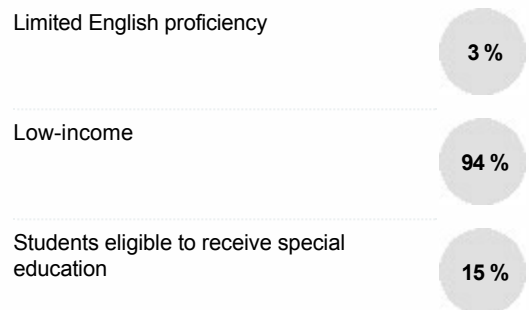 Limited English proficiency
3 %
Low-income
94 %
Students eligible to receive special
education
15 %